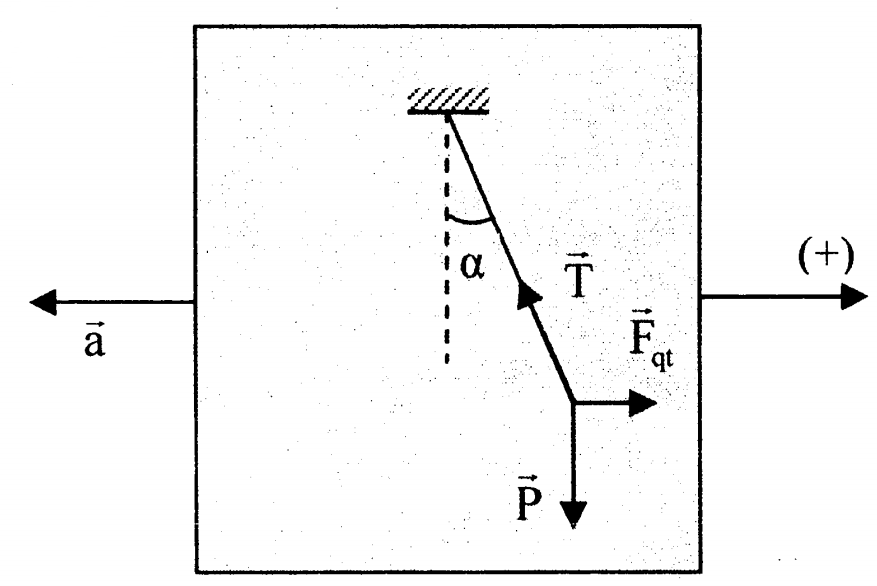 (+)
α
T⃗
a⃗
F⃗qt
P⃗